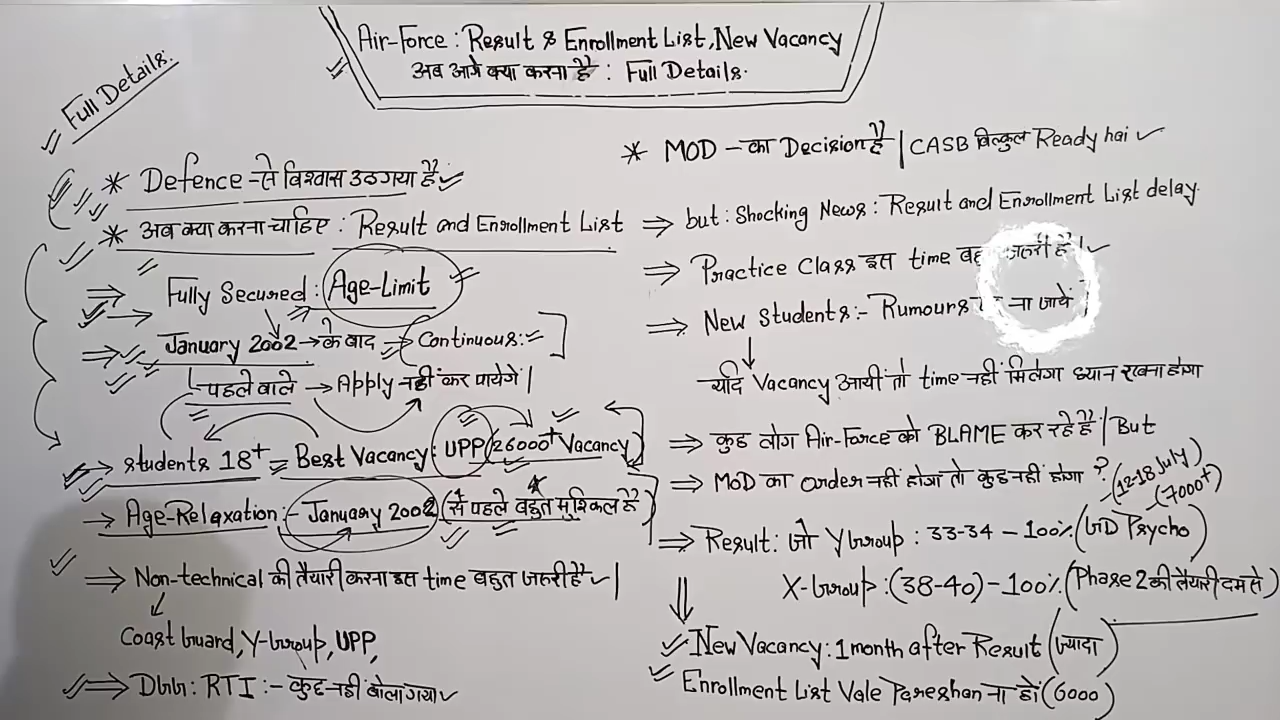 Air-Force : Result & Enrollment List, New Vacancy
अब आगे क्या करना है : Full Details.
Full Details.
* Defence से विश्वास उठ गया है
* अब क्या करना चाहिए : Result and Enrollment List
⇒ Fully Secured : Age-Limit
⇒ January 2002 → के बाद → Continuous :-
पहले वाले → Apply नहीं कर पायेगें |
→ Students 18+ = Best Vacancy : UPP (26000+ Vacancy)
→ Age-Relaxation :- January 2002 (से पहले बहुत मुश्किल है)
⇒ Non-technical की तैयारी करना इस time बहुत जरुरी है |
Coast Guard, Y-Group, UPP,
⇒ RTI :- कुछ नहीं बोला गया
* MOD - का Decision है | CASB बिल्कुल Ready hai
⇒ but : Shocking News : Result and Enrollment List delay.
⇒ Practice Class इस time जरुरी है |
⇒ New Students :- Rumours ना जाये |
यदि Vacancy आयी तो time नहीं मिलेगा ध्यान रखना होगा
⇒ कुछ लोग Air-Force को BLAME कर रहे है | But
⇒ MOD का order नहीं होगा तो कुछ नहीं होगा ?
(12-18 July)
(7000+)
⇒ Result : जो Y Group : 33-34 - 100% (GD Psycho)
X-Group : (38-40) - 100% (Phase 2 की तैयारी दम से)
New Vacancy : 1 month after Result (ज्यादा)
Enrollment List Vale Pareshan ना हों (6000)